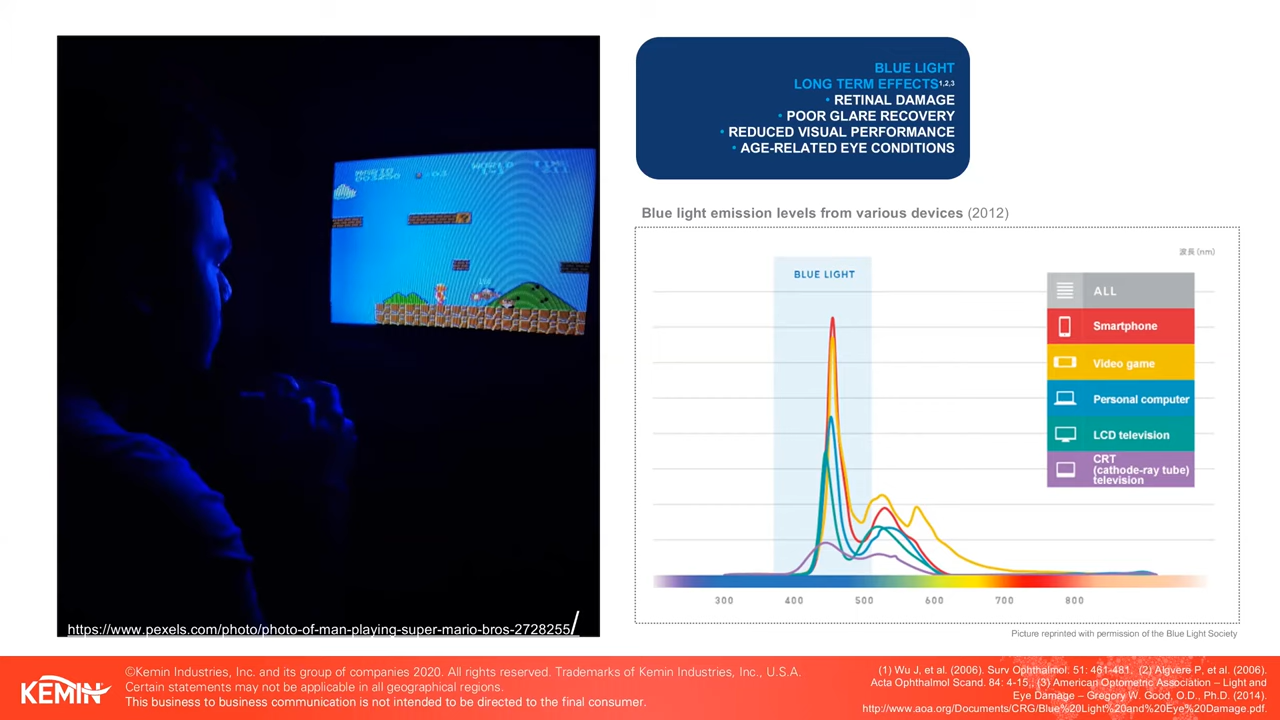 BLUE LIGHT
LONG TERM EFFECTS1,2,3
• RETINAL DAMAGE
• POOR GLARE RECOVERY
• REDUCED VISUAL PERFORMANCE
• AGE-RELATED EYE CONDITIONS
Blue light emission levels from various devices (2012)
波長 (nm)
BLUE LIGHT
ALL
Smartphone
Video game
Personal computer
LCD television
CRT
(cathode-ray tube)
television
300 400 500 600 700 800
Picture reprinted with permission of the Blue Light Society
https://www.pexels.com/photo/photo-of-man-playing-super-mario-bros-2728255/
KEMIN
©Kemin Industries, Inc. and its group of companies 2020. All rights reserved. Trademarks of Kemin Industries, Inc., U.S.A.
Certain statements may not be applicable in all geographical regions.
This business to business communication is not intended to be directed to the final consumer.
(1) Wu J, et al. (2006). Surv Ophthalmol. 51: 461-481. (2) Algvere P, et al. (2006).
Acta Ophthalmol Scand. 84: 4-15.; (3) American Optometric Association – Light and
Eye Damage – Gregory W. Good, O.D., Ph.D. (2014).
http://www.aoa.org/Documents/CRG/Blue%20Light%20and%20Eye%20Damage.pdf.